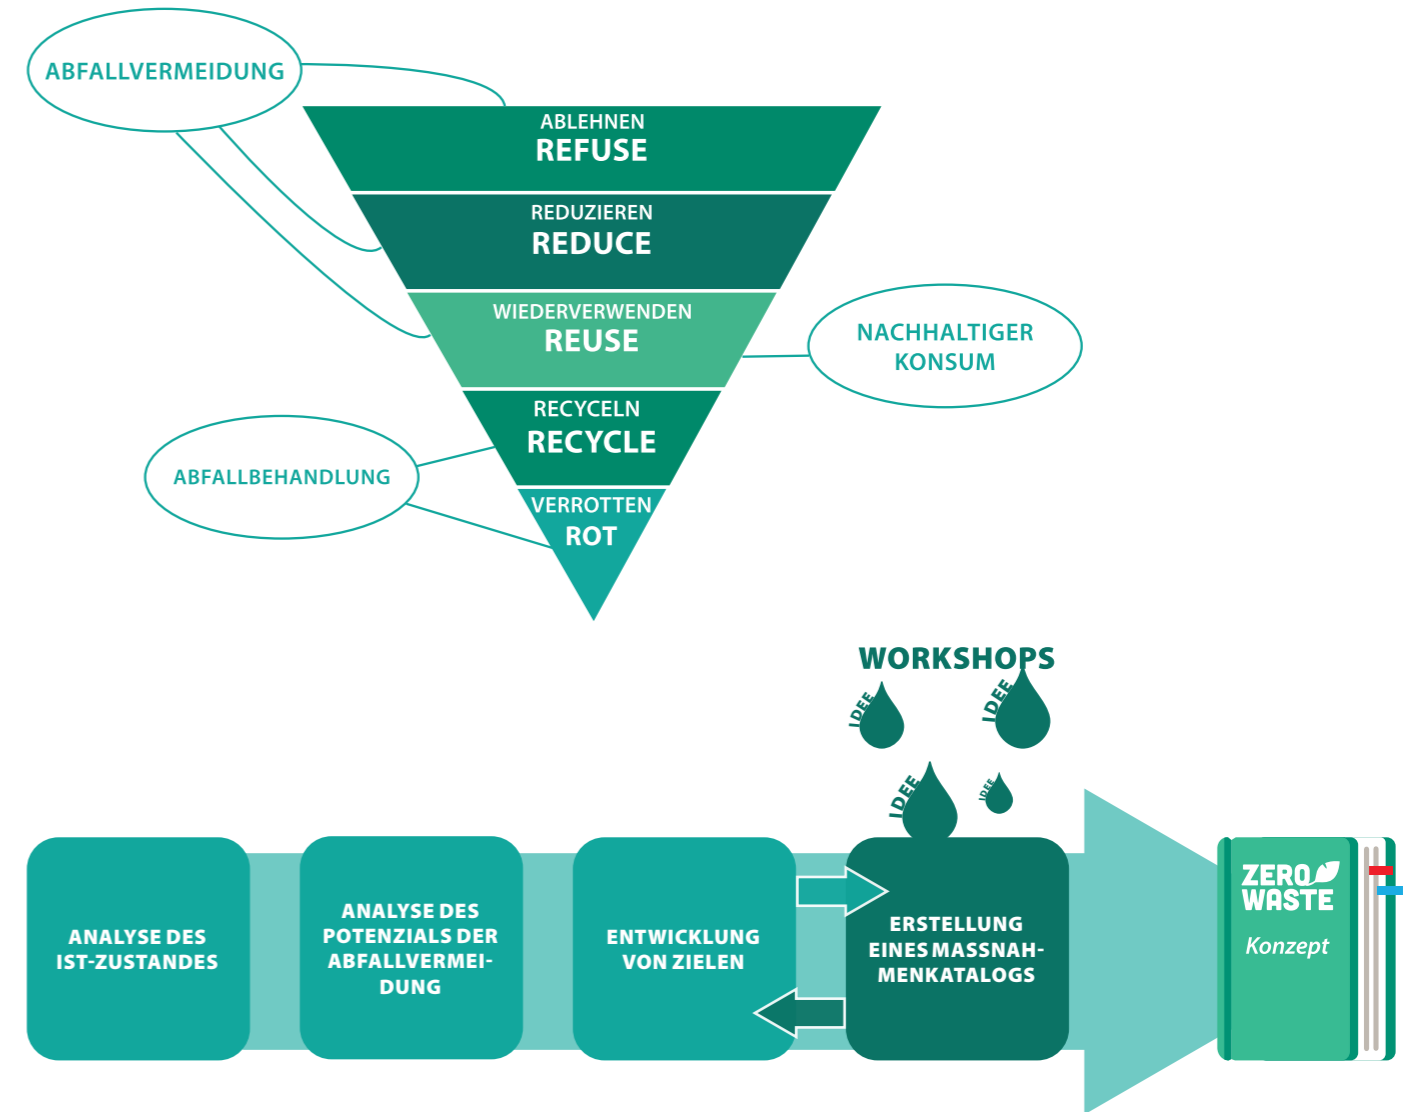 ABFALLVERMEIDUNG
ABLEHNEN
REFUSE
REDUZIEREN
REDUCE
WIEDERVERWENDEN
REUSE
NACHHALTIGER
KONSUM
RECYCELN
RECYCLE
ABFALLBEHANDLUNG
VERROTTEN
ROT
WORKSHOPS
IDEE
IDEE
IDEE
IDEE
ANALYSE DES
IST-ZUSTANDES
ANALYSE DES
POTENZIALS DER
ABFALLVERMEI-
DUNG
ENTWICKLUNG
VON ZIELEN
ERSTELLUNG
EINES MASSNAH-
MENKATALOGS
ZERO
WASTE
Konzept